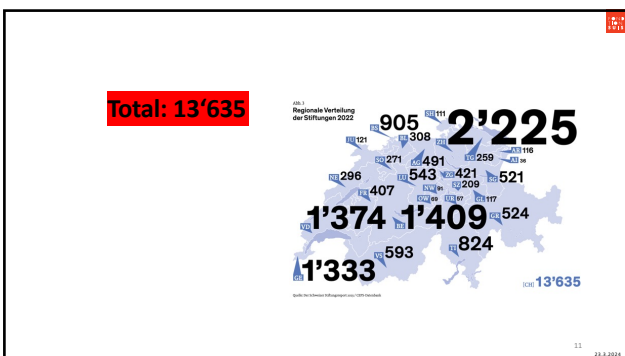 Total: 13‘635
Abb. 3
Regionale Verteilung
der Stiftungen 2022
SH 111
BS 905
BL 308
ZH 2’225
JU 121
AR 116
AI 36
SO 271
AG 491
TG 259
NE 296
LU 543
ZG 421
SG 521
FR 407
NW 91
SZ 209
OW 69
UR 57
GL 117
VD 1’374
BE 1’409
GR 524
VS 593
TI 824
GE 1’333
[CH] 13’635
11
23.3.2024